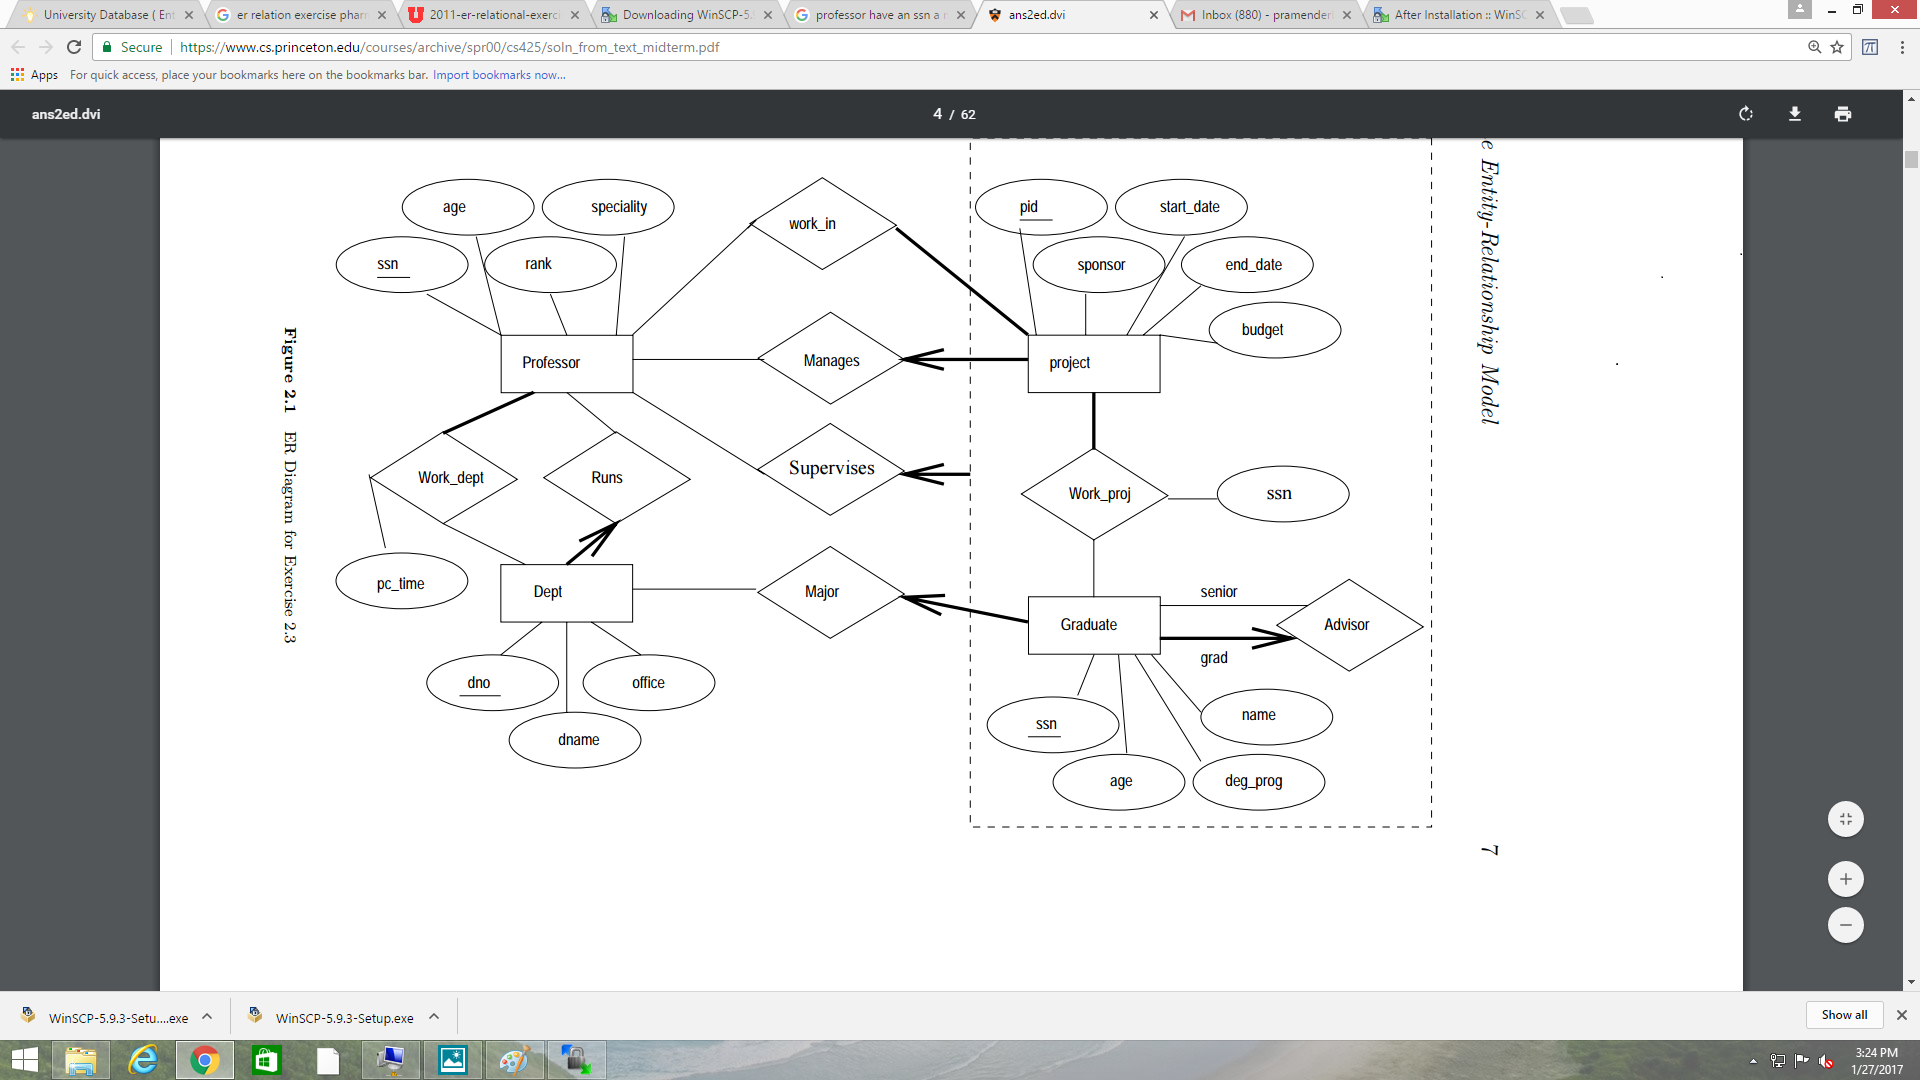 University Database ( Ent
er relation exercise pharm
2011-er-relational-exerci
Downloading WinSCP-5.
professor have an ssn a n
ans2ed.dvi
Inbox (880) - pramender
After Installation :: WinSC
Secure
https://www.cs.princeton.edu/courses/archive/spr00/cs425/soln_from_text_midterm.pdf
Apps
For quick access, place your bookmarks here on the bookmarks bar.
Import bookmarks now...
ans2ed.dvi
4 / 62
e Entity-Relationship Model
age
speciality
work_in
pid
start_date
ssn
rank
sponsor
end_date
budget
Professor
Manages
project
Work_dept
Runs
Supervises
Work_proj
ssn
pc_time
Dept
Major
Graduate
senior
grad
Advisor
dno
office
dname
ssn
name
age
deg_prog
Figure 2.1 ER Diagram for Exercise 2.3
7
WinSCP-5.9.3-Setu....exe
WinSCP-5.9.3-Setup.exe
Show all
3:24 PM
1/27/2017